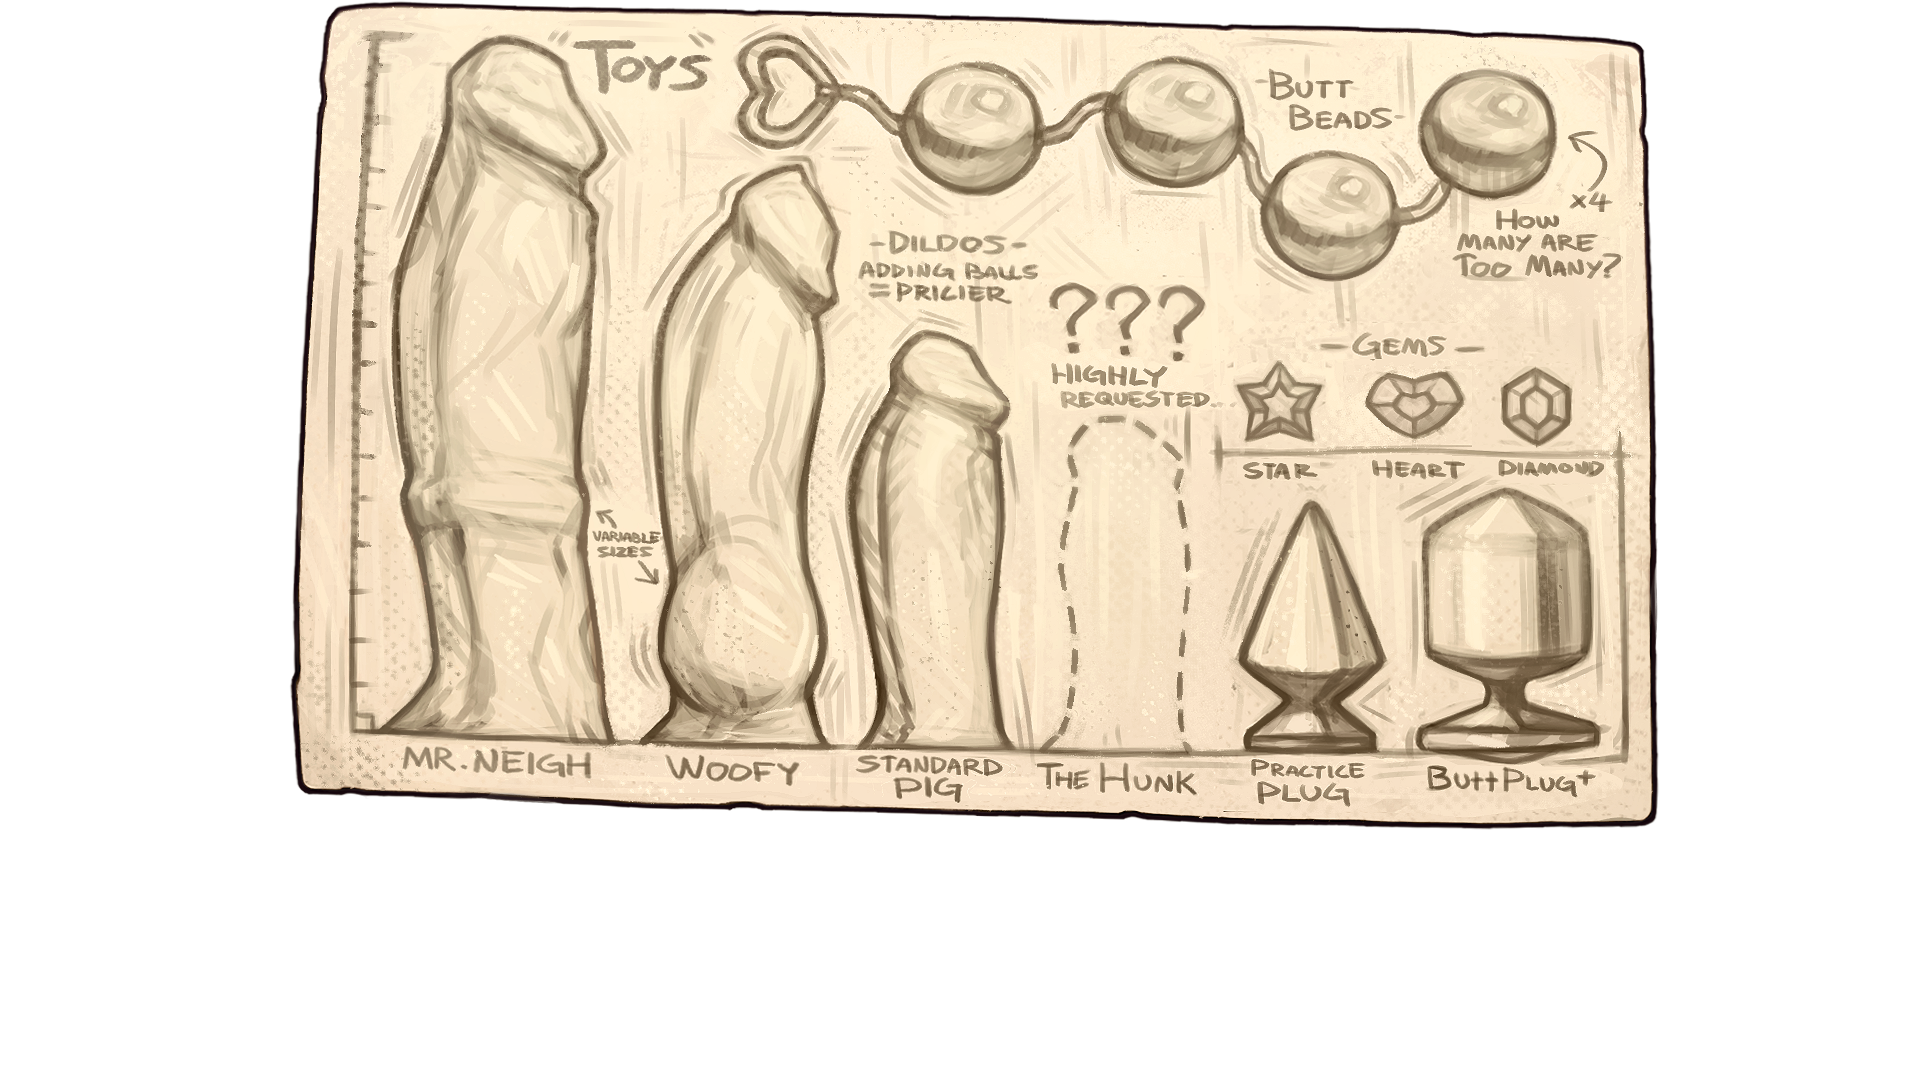 "TOYS"
-BUTT
BEADS-
x4
HOW
MANY ARE
TOO MANY?
-DILDOS-
ADDING BALLS
= PRICIER
???
HIGHLY
REQUESTED
-GEMS-
STAR
HEART
DIAMOND
VARIABLE
SIZES
MR. NEIGH
WOOFY
STANDARD
PIG
THE HUNK
PRACTICE
PLUG
BUTTPLUG+